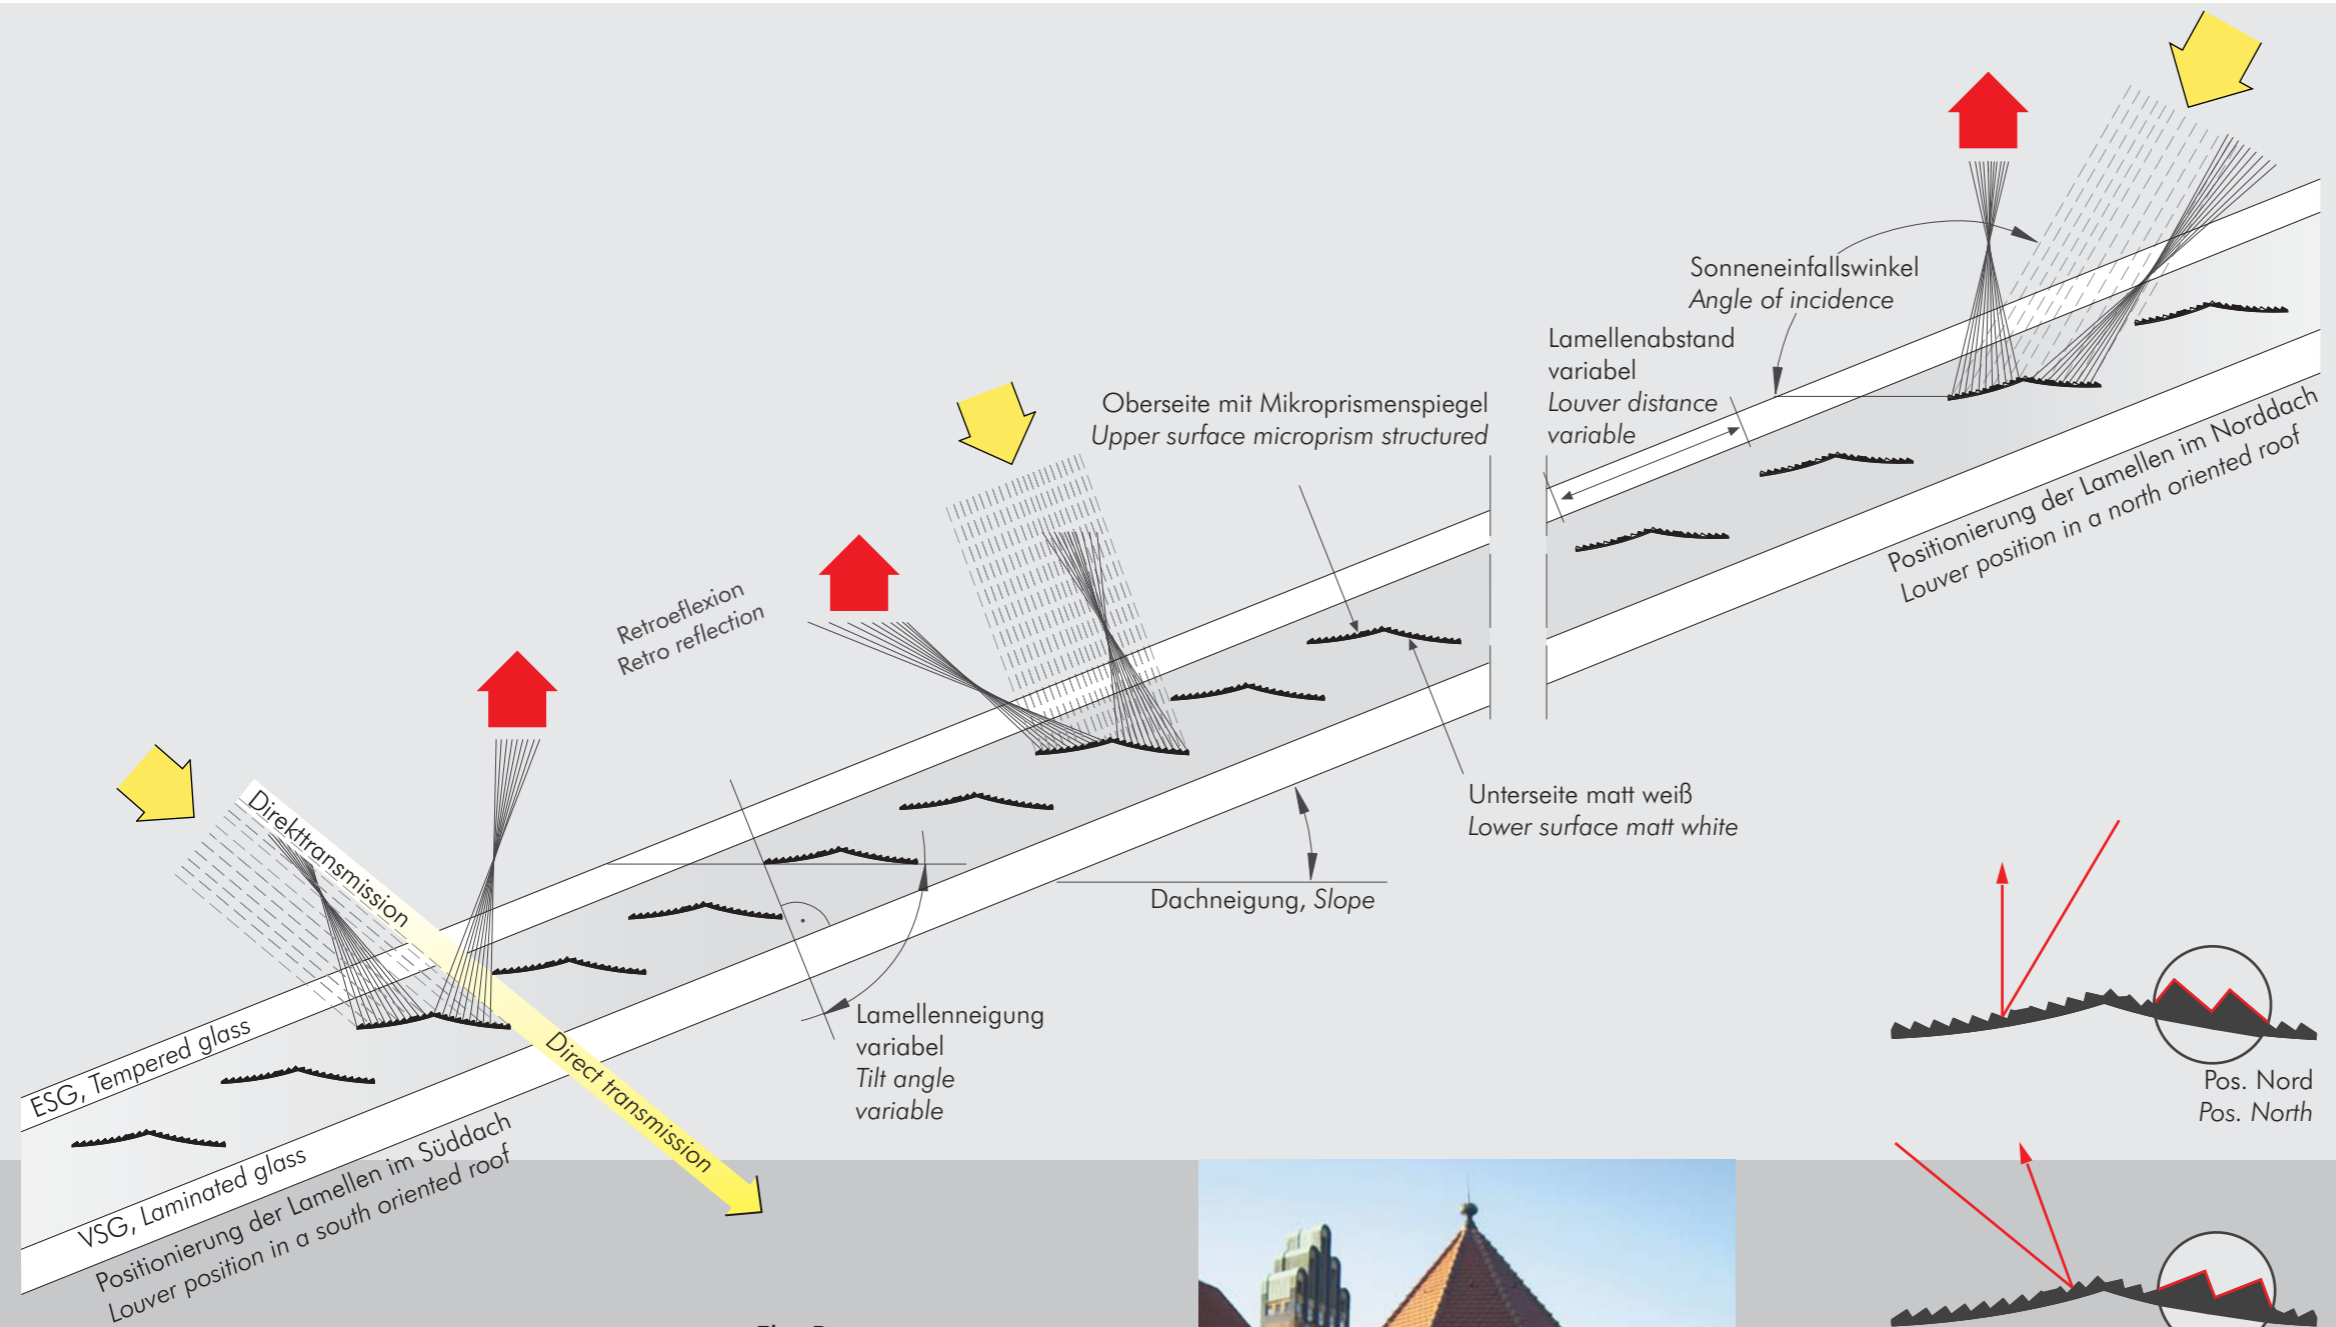 Sonneneinfallswinkel
Angle of incidence
Lamellenabstand
variabel
Louver distance
variable
Oberseite mit Mikroprismenspiegel
Upper surface microprism structured
Positionierung der Lamellen im Norddach
Louver position in a north oriented roof
Retroeflexion
Retro reflection
Direkttransmission
Unterseite matt weiß
Lower surface matt white
Dachneigung, Slope
Lamellenneigung
variabel
Tilt angle
variable
Direct transmission
ESG, Tempered glass
VSG, Laminated glass
Positionierung der Lamellen im Süddach
Louver position in a south oriented roof
Pos. Nord
Pos. North